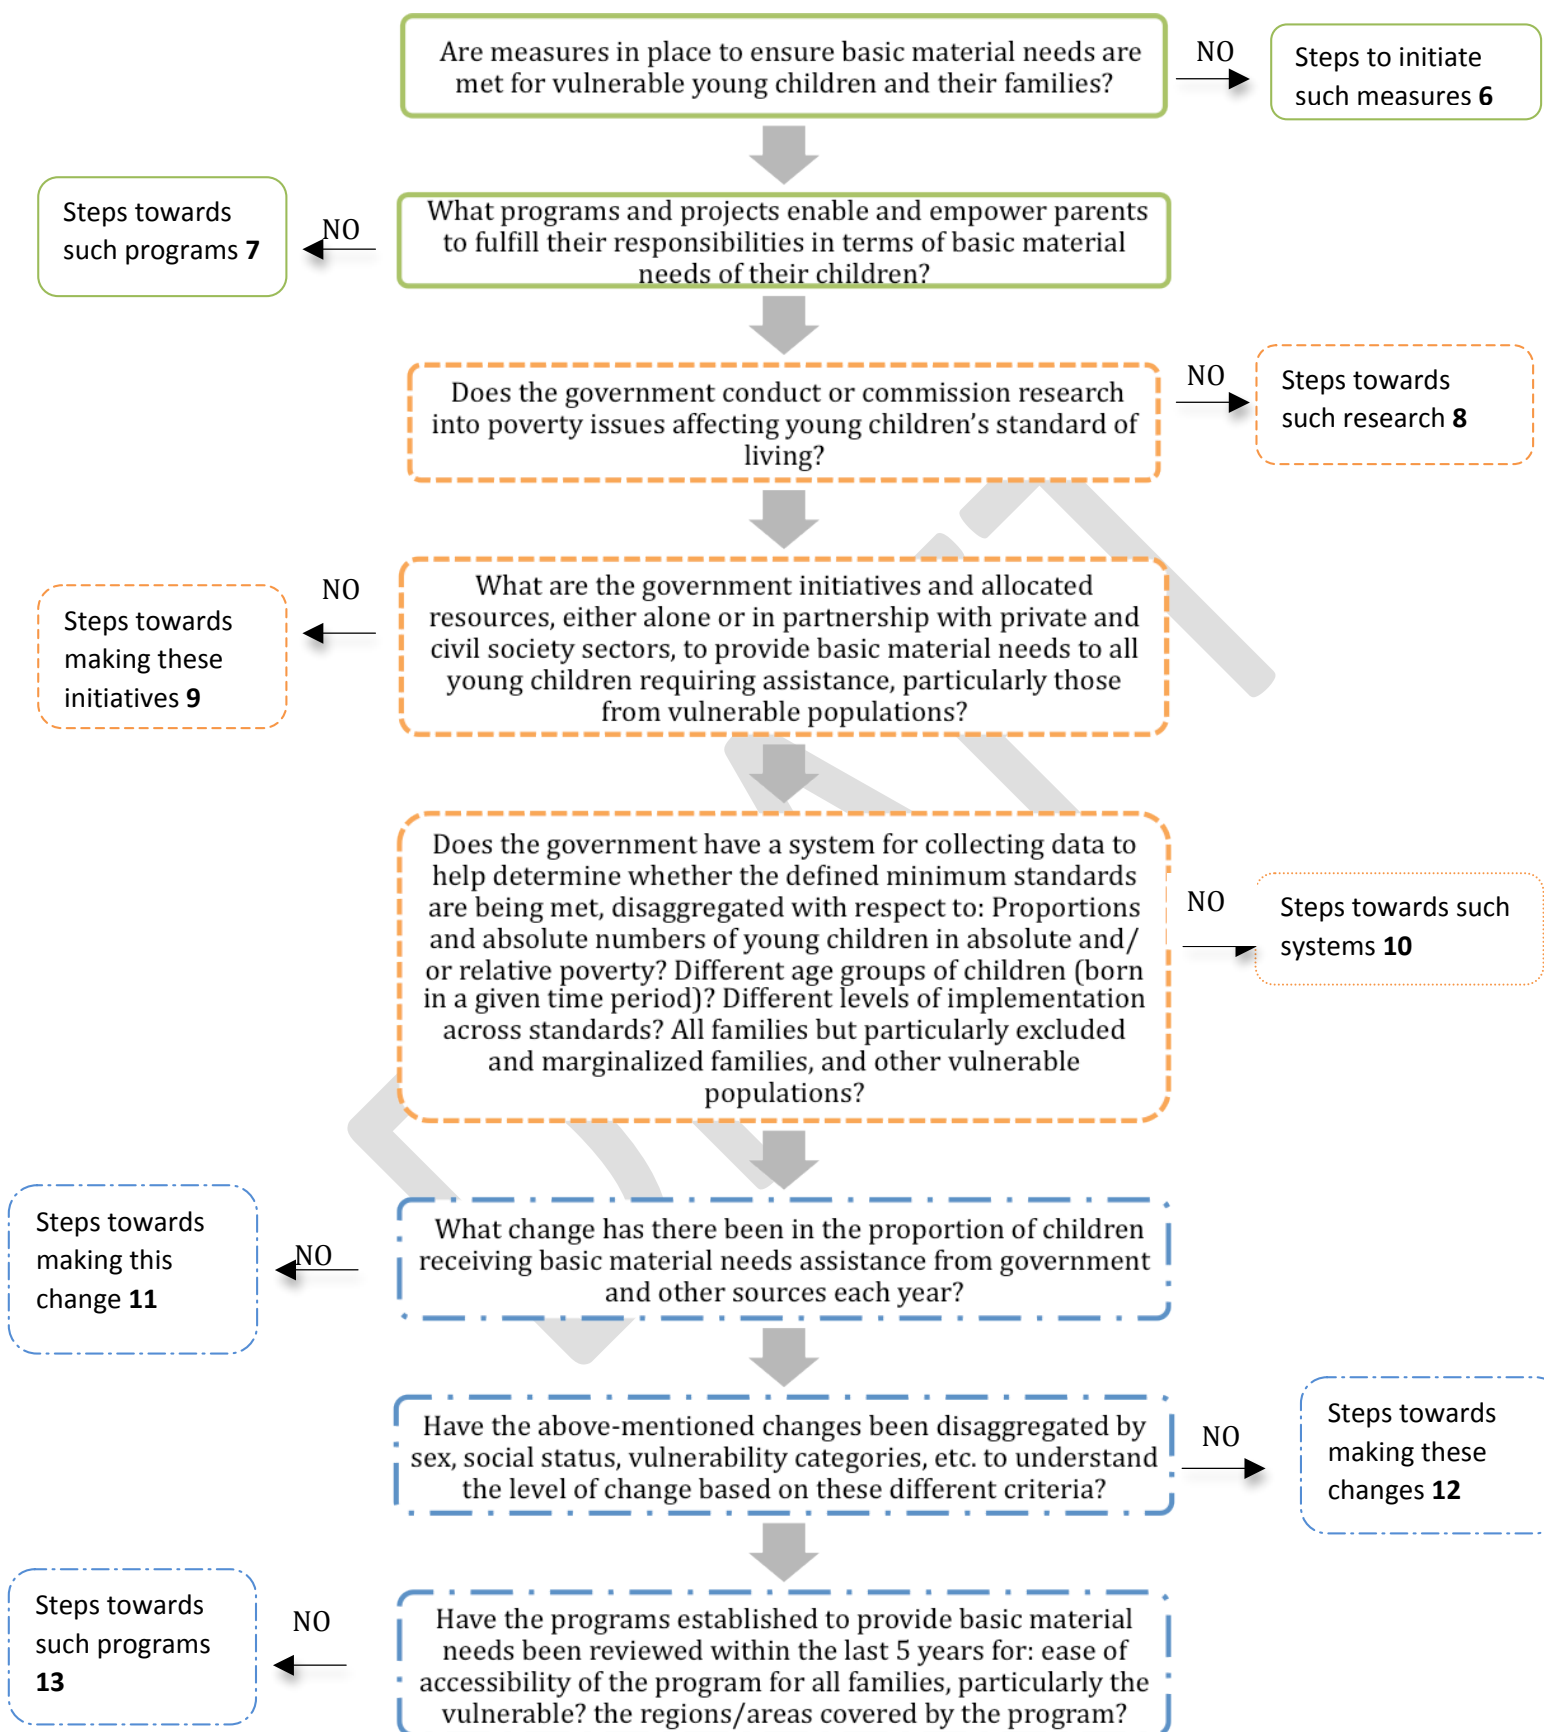 Are measures in place to ensure basic material needs are
met for vulnerable young children and their families?
NO
Steps to initiate
such measures 6
What programs and projects enable and empower parents
to fulfill their responsibilities in terms of basic material
needs of their children?
NO
Steps towards
such programs 7
Does the government conduct or commission research
into poverty issues affecting young children's standard of
living?
NO
Steps towards
such research 8
What are the government initiatives and allocated
resources, either alone or in partnership with private and
civil society sectors, to provide basic material needs to all
young children requiring assistance, particularly those
from vulnerable populations?
NO
Steps towards
making these
initiatives 9
Does the government have a system for collecting data to
help determine whether the defined minimum standards
are being met, disaggregated with respect to: Proportions
and absolute numbers of young children in absolute and/
or relative poverty? Different age groups of children (born
in a given time period)? Different levels of implementation
across standards? All families but particularly excluded
and marginalized families, and other vulnerable
populations?
NO
Steps towards such
systems 10
What change has there been in the proportion of children
receiving basic material needs assistance from government
and other sources each year?
NO
Steps towards
making this
change 11
Have the above-mentioned changes been disaggregated by
sex, social status, vulnerability categories, etc. to understand
the level of change based on these different criteria?
NO
Steps towards
making these
changes 12
Have the programs established to provide basic material
needs been reviewed within the last 5 years for: ease of
accessibility of the program for all families, particularly the
vulnerable? the regions/areas covered by the program?
NO
Steps towards
such programs
13
DRAFT